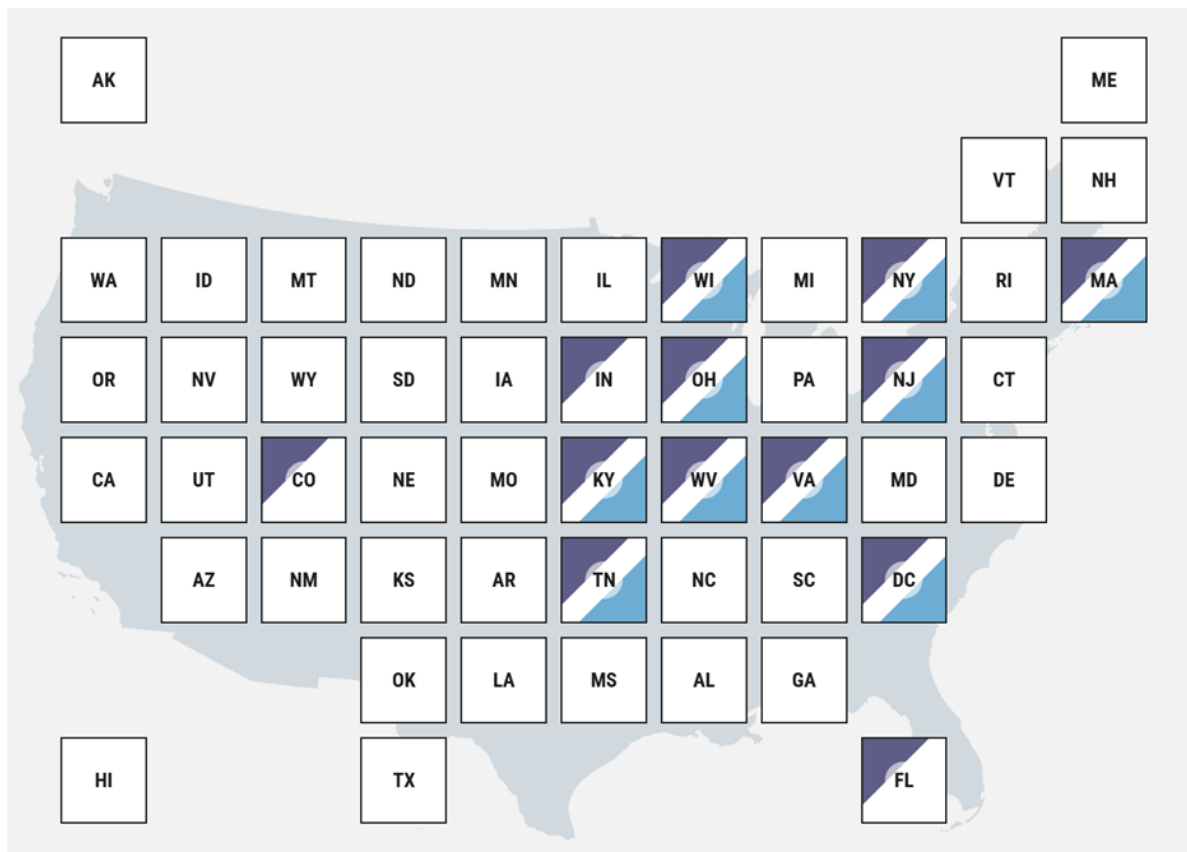 AK ME
VT NH
WA ID MT ND MN IL WI MI NY RI MA
OR NV WY SD IA IN OH PA NJ CT
CA UT CO NE MO KY WV VA MD DE
AZ NM KS AR TN NC SC DC
OK LA MS AL GA
HI TX FL